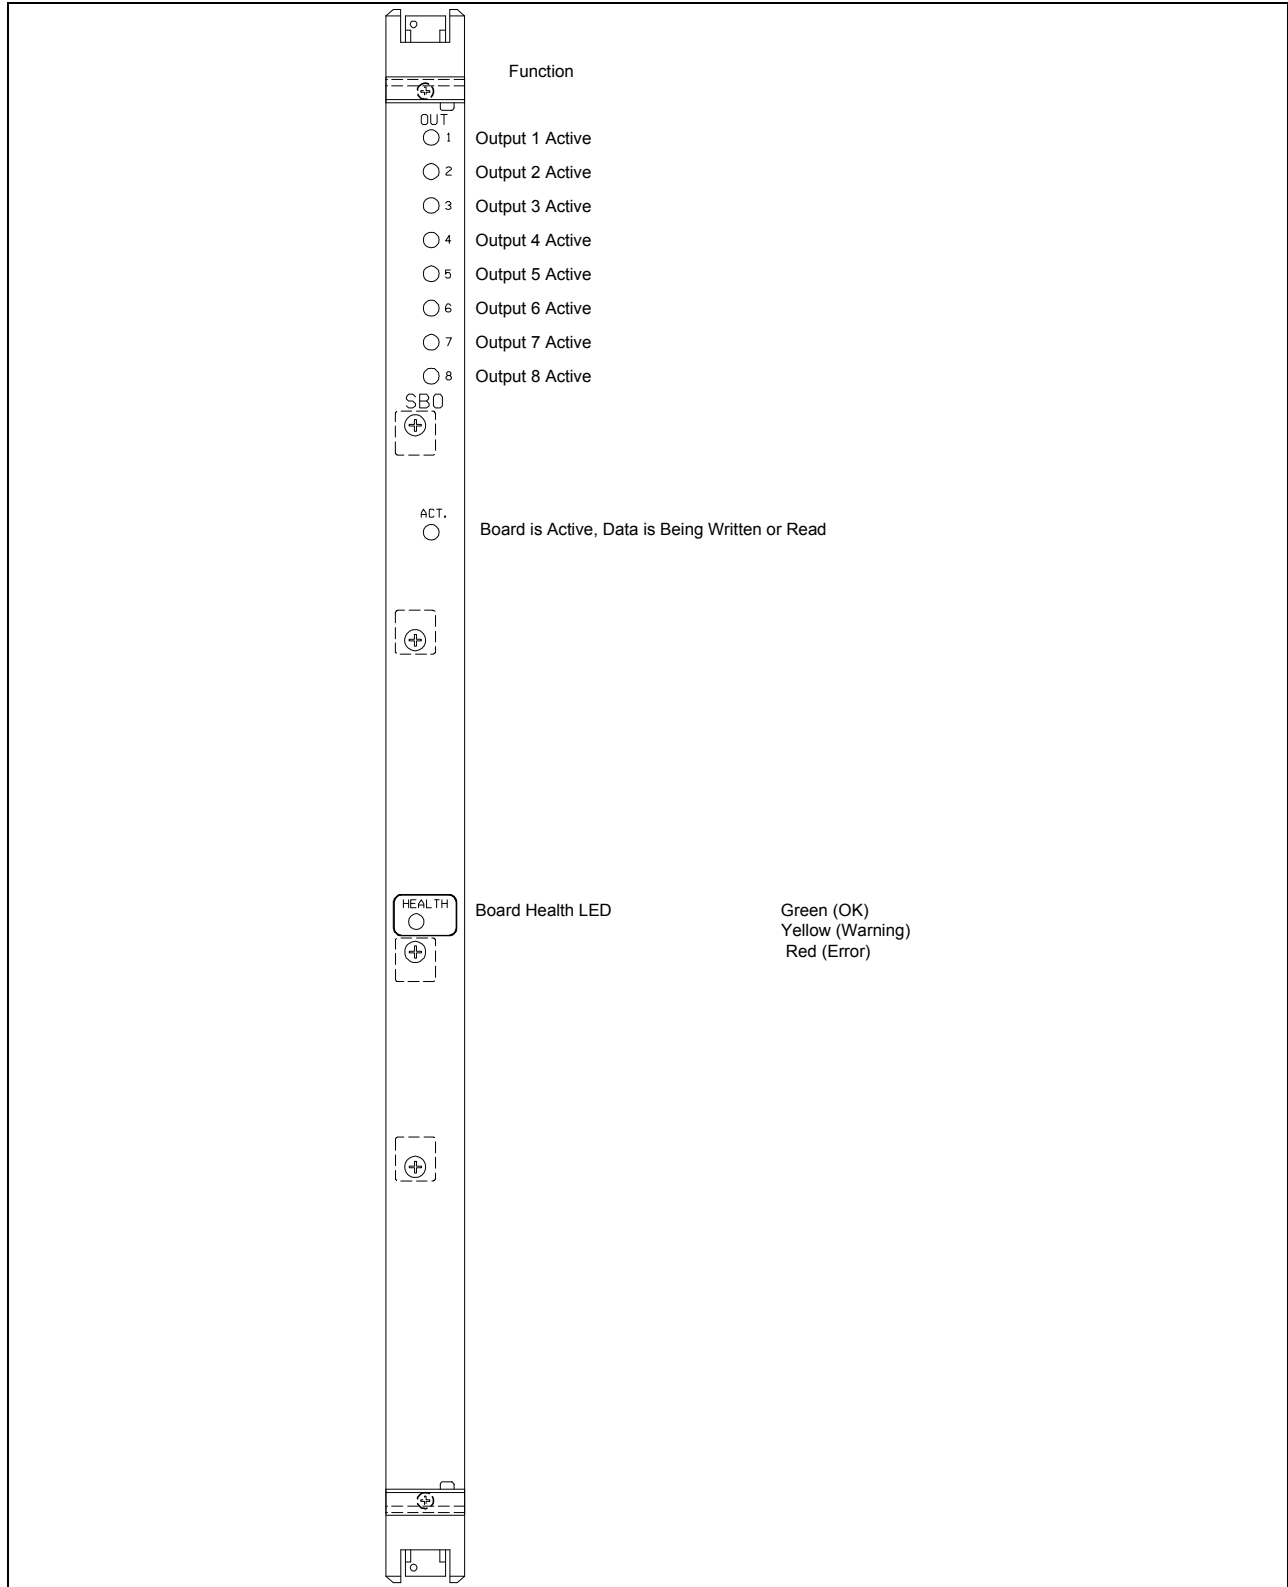 Function
OUT
1 Output 1 Active
2 Output 2 Active
3 Output 3 Active
4 Output 4 Active
5 Output 5 Active
6 Output 6 Active
7 Output 7 Active
8 Output 8 Active
SBO
ACT.
Board is Active, Data is Being Written or Read
HEALTH
Board Health LED Green (OK)
Yellow (Warning)
Red (Error)